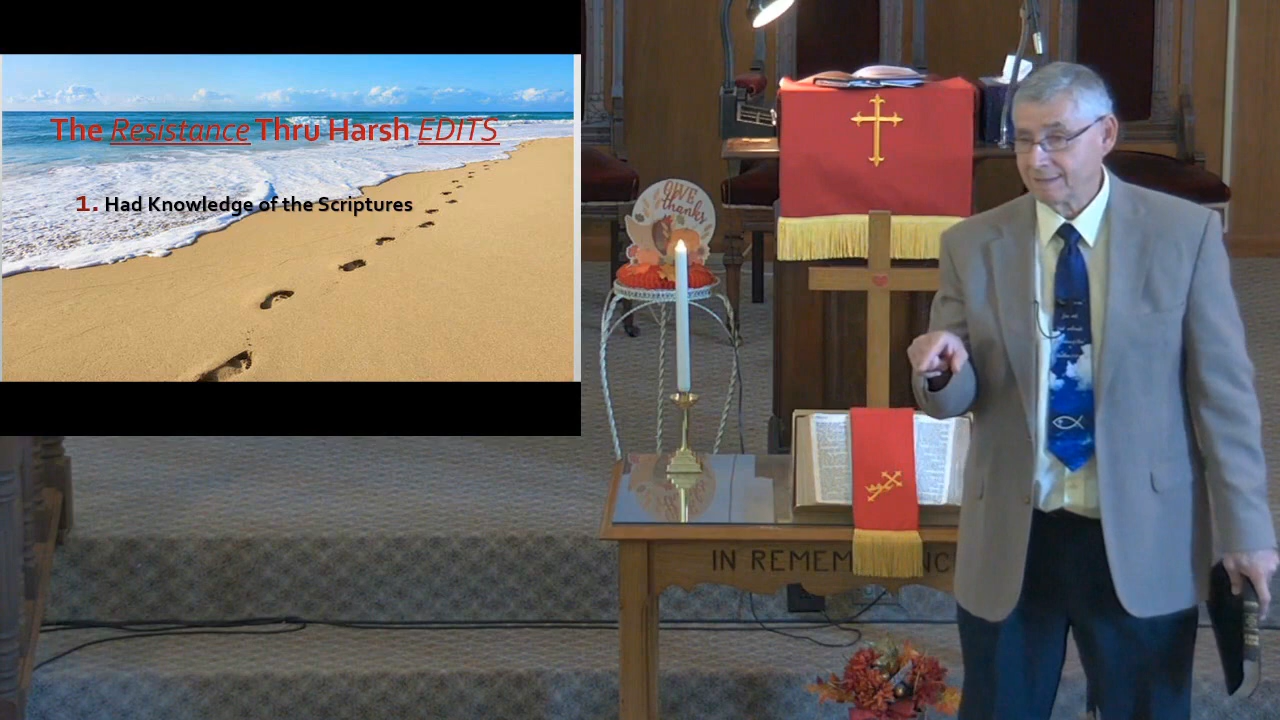 The Resistance Thru Harsh EDITS
1. Had Knowledge of the Scriptures
GIVE
thanks
IN REMEM NC